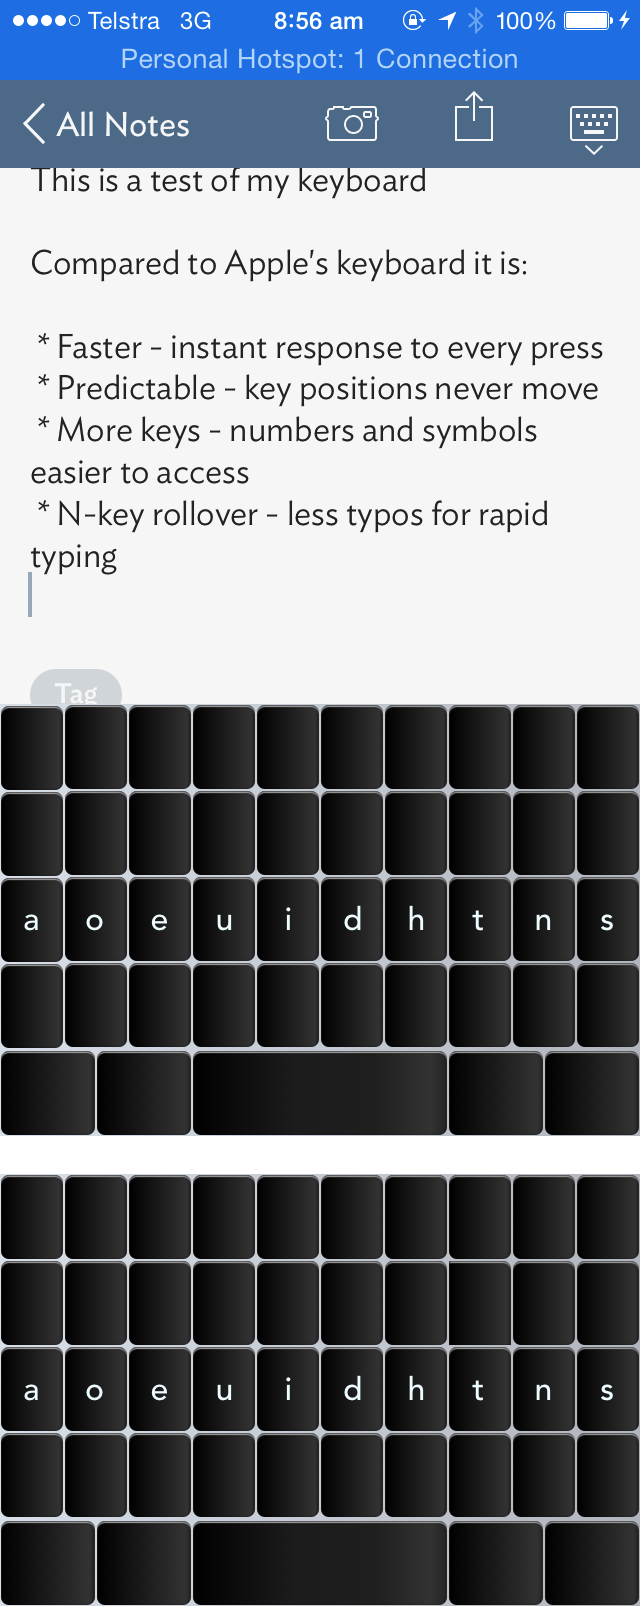 Telstra 3G 8:56 am 100%
Personal Hotspot: 1 Connection
All Notes
This is a test of my keyboard
Compared to Apple's keyboard it is:
* Faster - instant response to every press
* Predictable - key positions never move
* More keys - numbers and symbols
easier to access
* N-key rollover - less typos for rapid
typing
Tag
a o e u i d h t n s
a o e u i d h t n s